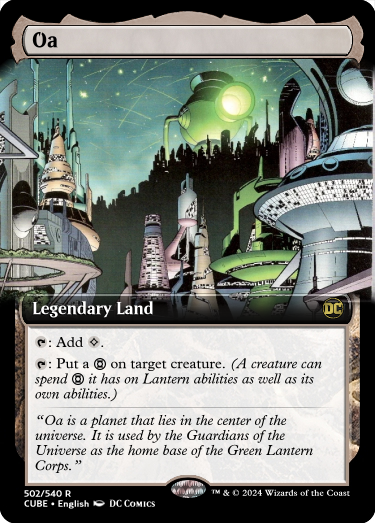 Oa
Legendary Land
DC
: Add .
: Put a on target creature. (A creature can
spend it has on Lantern abilities as well as its
own abilities.)
“Oa is a planet that lies in the center of the
universe. It is used by the Guardians of the
Universe as the home base of the Green Lantern
Corps.”
502/540 R
CUBE • English DC Comics
™ & © 2024 Wizards of the Coast